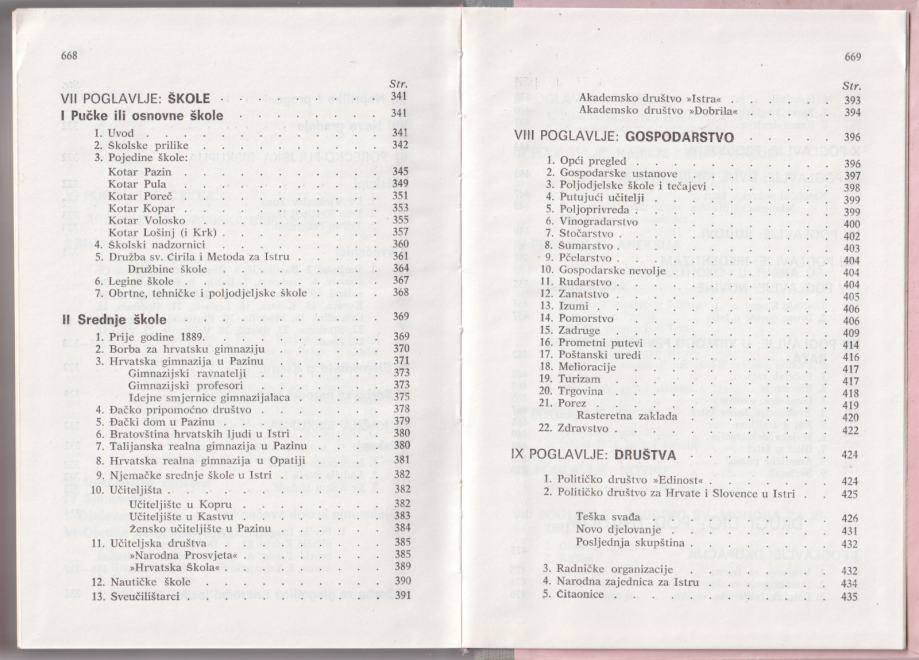 668
Str.
VII POGLAVLJE: ŠKOLE . . . . . . . . 341
I Pučke ili osnovne škole . . . . . . . . 341
1. Uvod . . . . . . . . . . . 341
2. Školske prilike . . . . . . . . . 342
3. Pojedine škole:
Kotar Pazin . . . . . . . . . 345
Kotar Pula . . . . . . . . . 349
Kotar Poreč . . . . . . . . . 351
Kotar Kopar . . . . . . . . . 353
Kotar Volosko . . . . . . . . 355
Kotar Lošinj (i Krk) . . . . . . . 357
4. Školski nadzornici . . . . . . . . 360
5. Družba sv. Ćirila i Metoda za Istru . . . . . 361
Družbine škole . . . . . . . . 364
6. Legine škole . . . . . . . . . 367
7. Obrtne, tehničke i poljodjeljske škole . . . . 368
II Srednje škole . . . . . . . . . 369
1. Prije godine 1889. . . . . . . . . 369
2. Borba za hrvatsku gimnaziju . . . . . . 370
3. Hrvatska gimnazija u Pazinu . . . . . . 371
Gimnazijski ravnatelji . . . . . . 373
Gimnazijski profesori . . . . . . 373
Idejne smjernice gimnazijalaca . . . . 375
4. Đačko pripomoćno društvo . . . . . . 378
5. Đački dom u Pazinu . . . . . . . 379
6. Bratovština hrvatskih ljudi u Istri . . . . . 380
7. Talijanska realna gimnazija u Pazinu . . . . 380
8. Hrvatska realna gimnazija u Opatiji . . . . 381
9. Njemačke srednje škole u Istri . . . . . 382
10. Učiteljišta . . . . . . . . . . 382
Učiteljište u Kopru . . . . . . . 382
Učiteljište u Kastvu . . . . . . . 383
Žensko učiteljište u Pazinu . . . . . 384
11. Učiteljska društva . . . . . . . . 385
»Narodna Prosvjeta« . . . . . . . 385
»Hrvatska Škola« . . . . . . . . 389
12. Nautičke škole . . . . . . . . . 390
13. Sveučilištarci . . . . . . . . . 391
669
Str.
Akademsko društvo »Istra« . . . . . . 393
Akademsko društvo »Dobrila« . . . . . 394
VIII POGLAVLJE: GOSPODARSTVO . . . . . 396
1. Opći pregled . . . . . . . . . 396
2. Gospodarske ustanove . . . . . . . 397
3. Poljodjelske škole i tečajevi . . . . . . 398
4. Putujući učitelji . . . . . . . . 399
5. Poljoprivreda . . . . . . . . . 399
6. Vinogradarstvo . . . . . . . . . 400
7. Stočarstvo . . . . . . . . . . 402
8. Šumarstvo . . . . . . . . . . 403
9. Pčelarstvo . . . . . . . . . . 404
10. Gospodarske nevolje . . . . . . . 404
11. Rudarstvo . . . . . . . . . . 404
12. Zanatstvo . . . . . . . . . . 405
13. Izumi . . . . . . . . . . . 406
14. Pomorstvo . . . . . . . . . . 406
15. Zadruge . . . . . . . . . . 409
16. Prometni putevi . . . . . . . . 414
17. Poštanski uredi . . . . . . . . 416
18. Melioracije . . . . . . . . . 417
19. Turizam . . . . . . . . . . 417
20. Trgovina . . . . . . . . . . 418
21. Porez . . . . . . . . . . . 419
Rasteretna zaklada . . . . . . . 420
22. Zdravstvo . . . . . . . . . . 422
IX POGLAVLJE: DRUŠTVA . . . . . . . 424
1. Političko društvo »Edinost« . . . . . . 424
2. Političko društvo za Hrvate i Slovence u Istri . . 425
Teška svađa . . . . . . . . . 426
Novo djelovanje . . . . . . . . 431
Posljednja skupština . . . . . . . 432
3. Radničke organizacije . . . . . . . 432
4. Narodna zajednica za Istru . . . . . . 434
5. Čitaonice . . . . . . . . . . 435